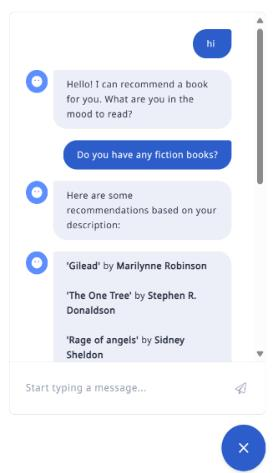 hi
Hello! I can recommend a book
for you. What are you in the
mood to read?
Do you have any fiction books?
Here are some
recommendations based on your
description:
'Gilead' by Marilynne Robinson
'The One Tree' by Stephen R.
Donaldson
'Rage of angels' by Sidney
Sheldon
Start typing a message...